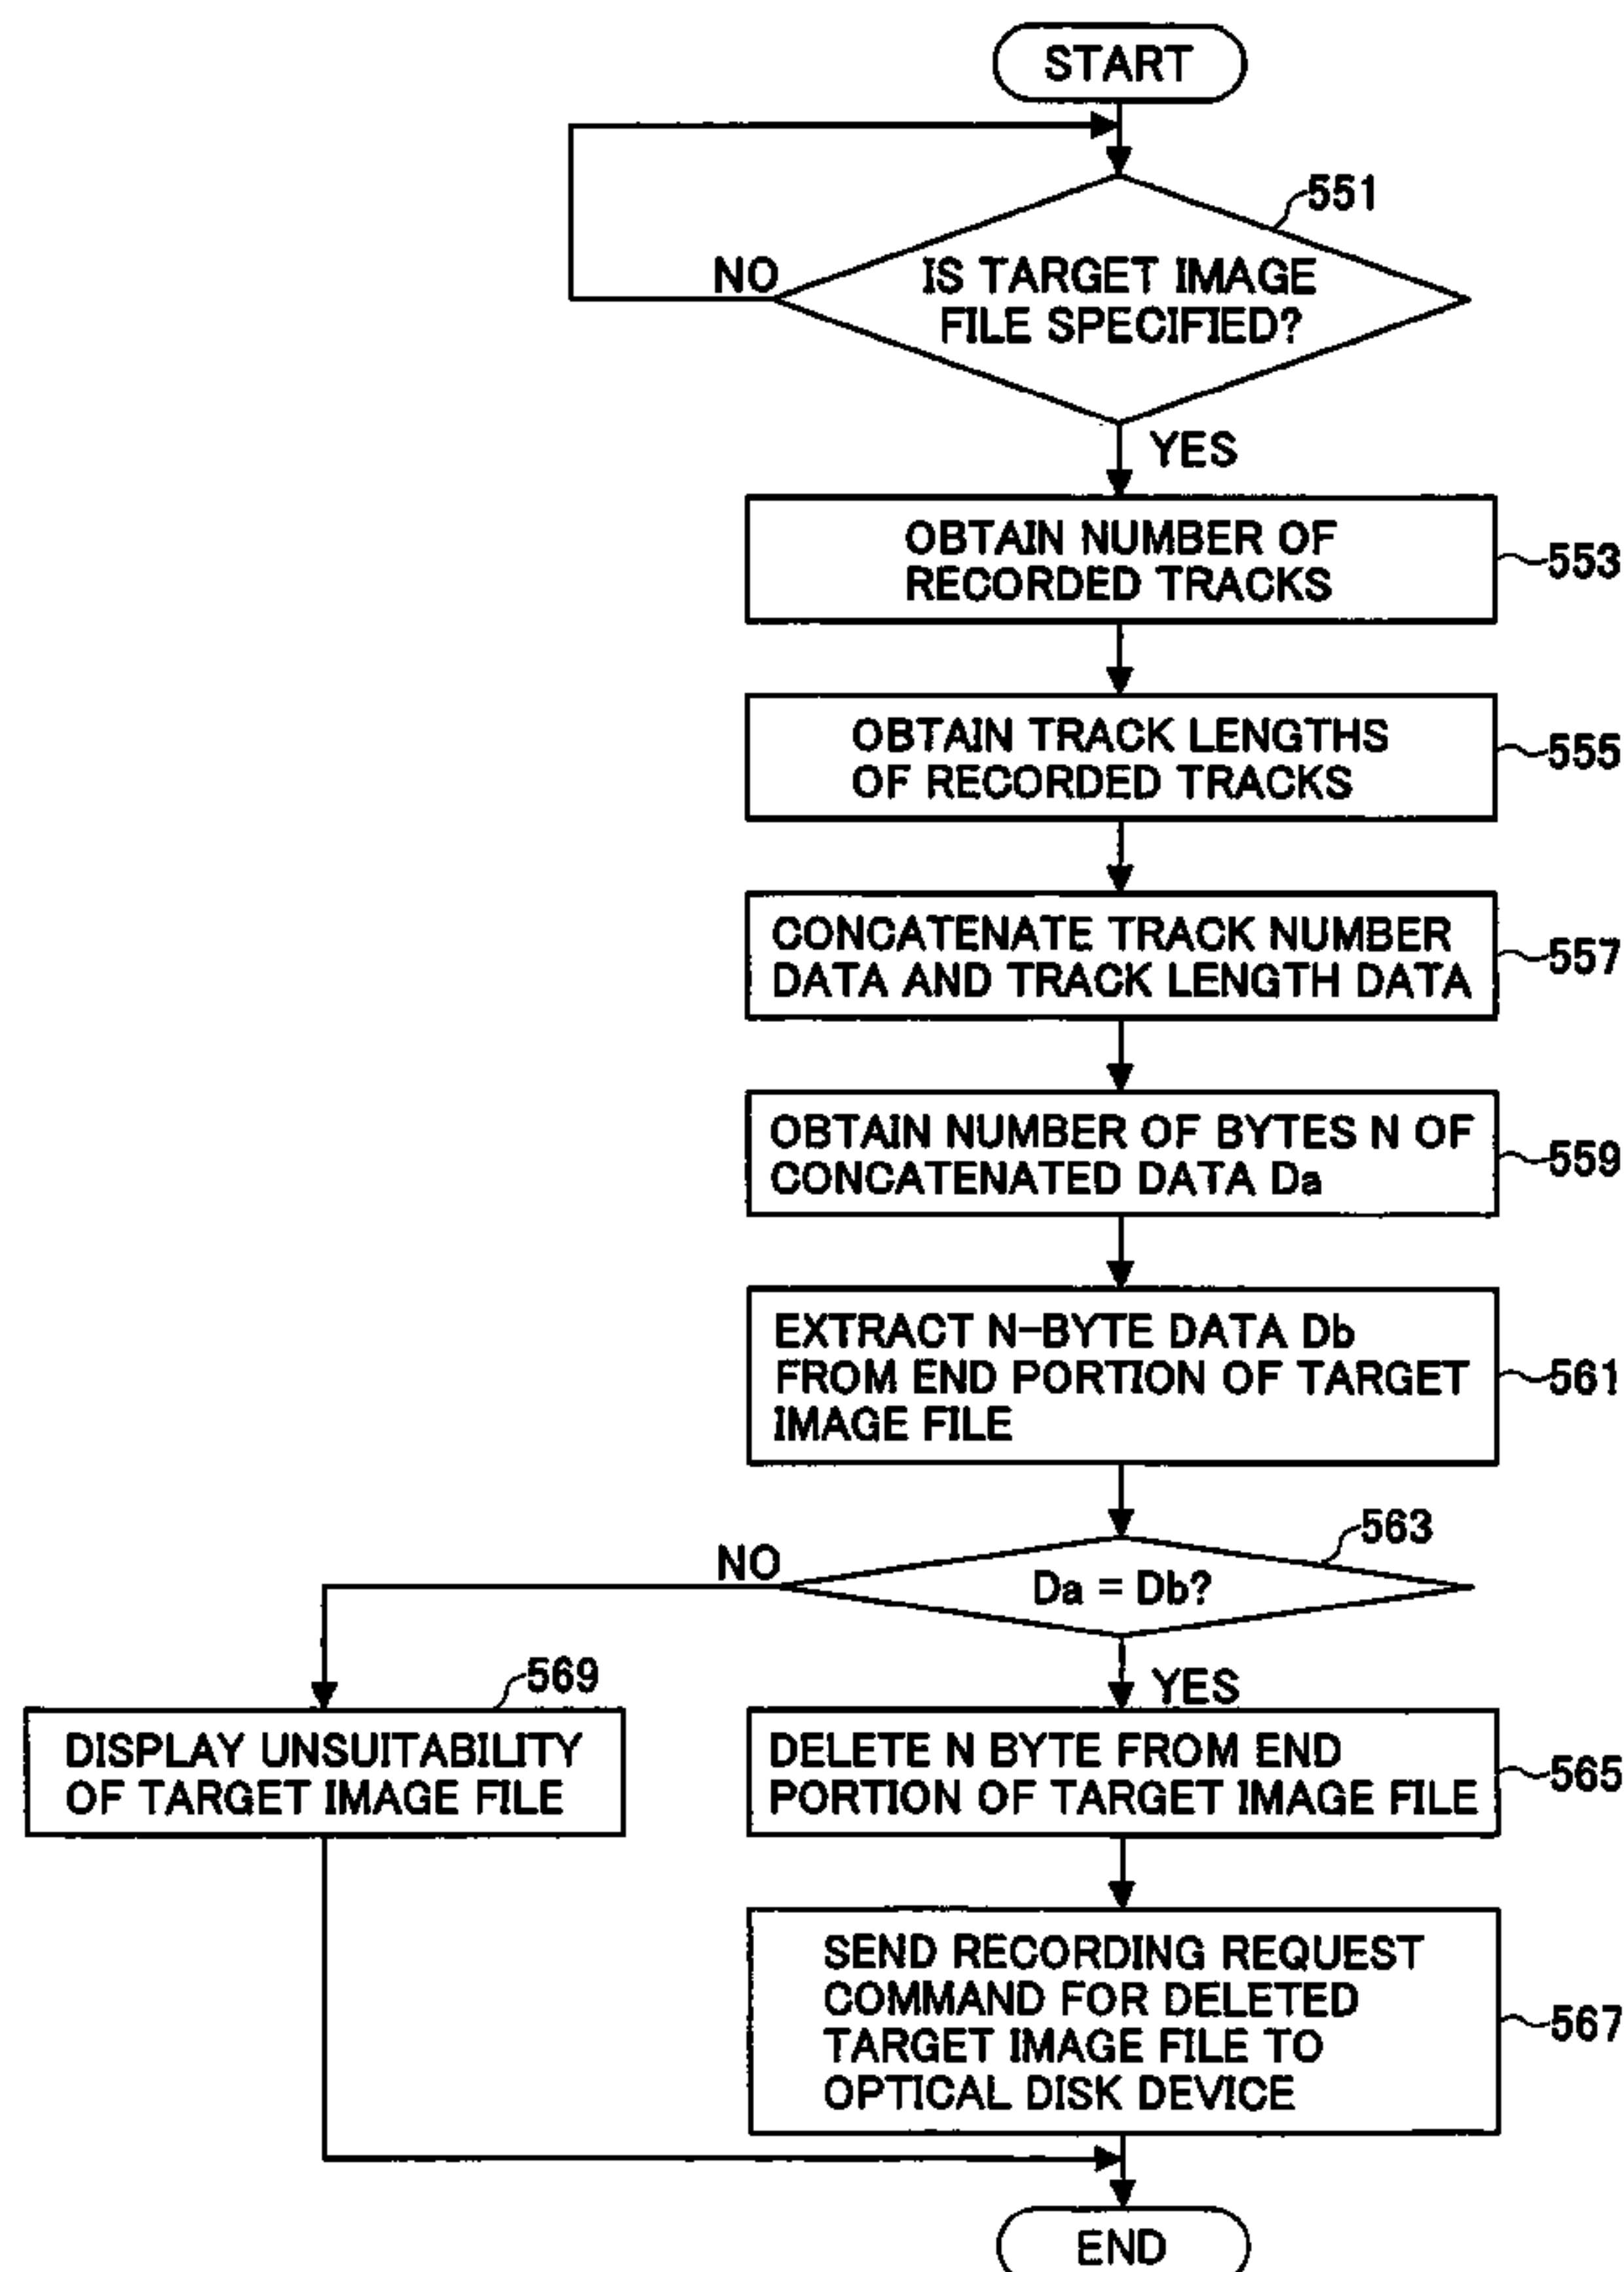 START
551
IS TARGET IMAGE
FILE SPECIFIED?
NO
YES
OBTAIN NUMBER OF
RECORDED TRACKS
553
OBTAIN TRACK LENGTHS
OF RECORDED TRACKS
555
CONCATENATE TRACK NUMBER
DATA AND TRACK LENGTH DATA
557
OBTAIN NUMBER OF BYTES N OF
CONCATENATED DATA Da
559
EXTRACT N-BYTE DATA Db
FROM END PORTION OF TARGET
IMAGE FILE
561
563
Da = Db?
NO
YES
569
DISPLAY UNSUITABILITY
OF TARGET IMAGE FILE
DELETE N BYTE FROM END
PORTION OF TARGET IMAGE FILE
565
SEND RECORDING REQUEST
COMMAND FOR DELETED
TARGET IMAGE FILE TO
OPTICAL DISK DEVICE
567
END